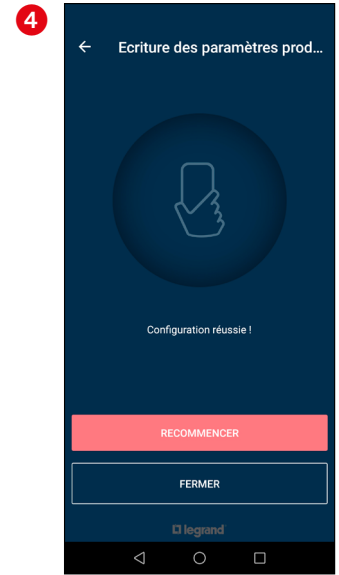 4
Ecriture des paramètres prod...
Configuration réussie !
RECOMMENCER
FERMER
legrand